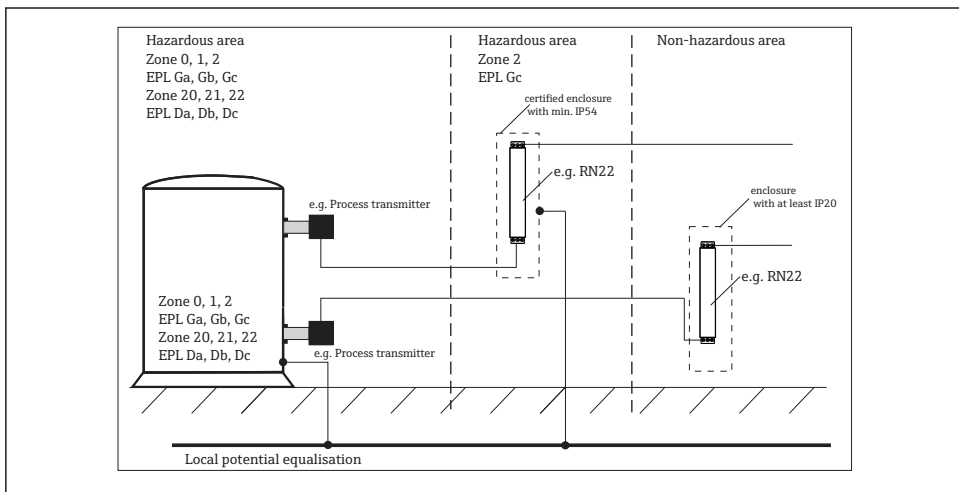 Hazardous area
Zone 0, 1, 2
EPL Ga, Gb, Gc
Zone 20, 21, 22
EPL Da, Db, Dc
Hazardous area
Zone 2
EPL Gc
Non-hazardous area
certified enclosure
with min. IP54
e.g. RN22
enclosure
with at least IP20
e.g. RN22
e.g. Process transmitter
Zone 0, 1, 2
EPL Ga, Gb, Gc
Zone 20, 21, 22
EPL Da, Db, Dc
e.g. Process transmitter
Local potential equalisation